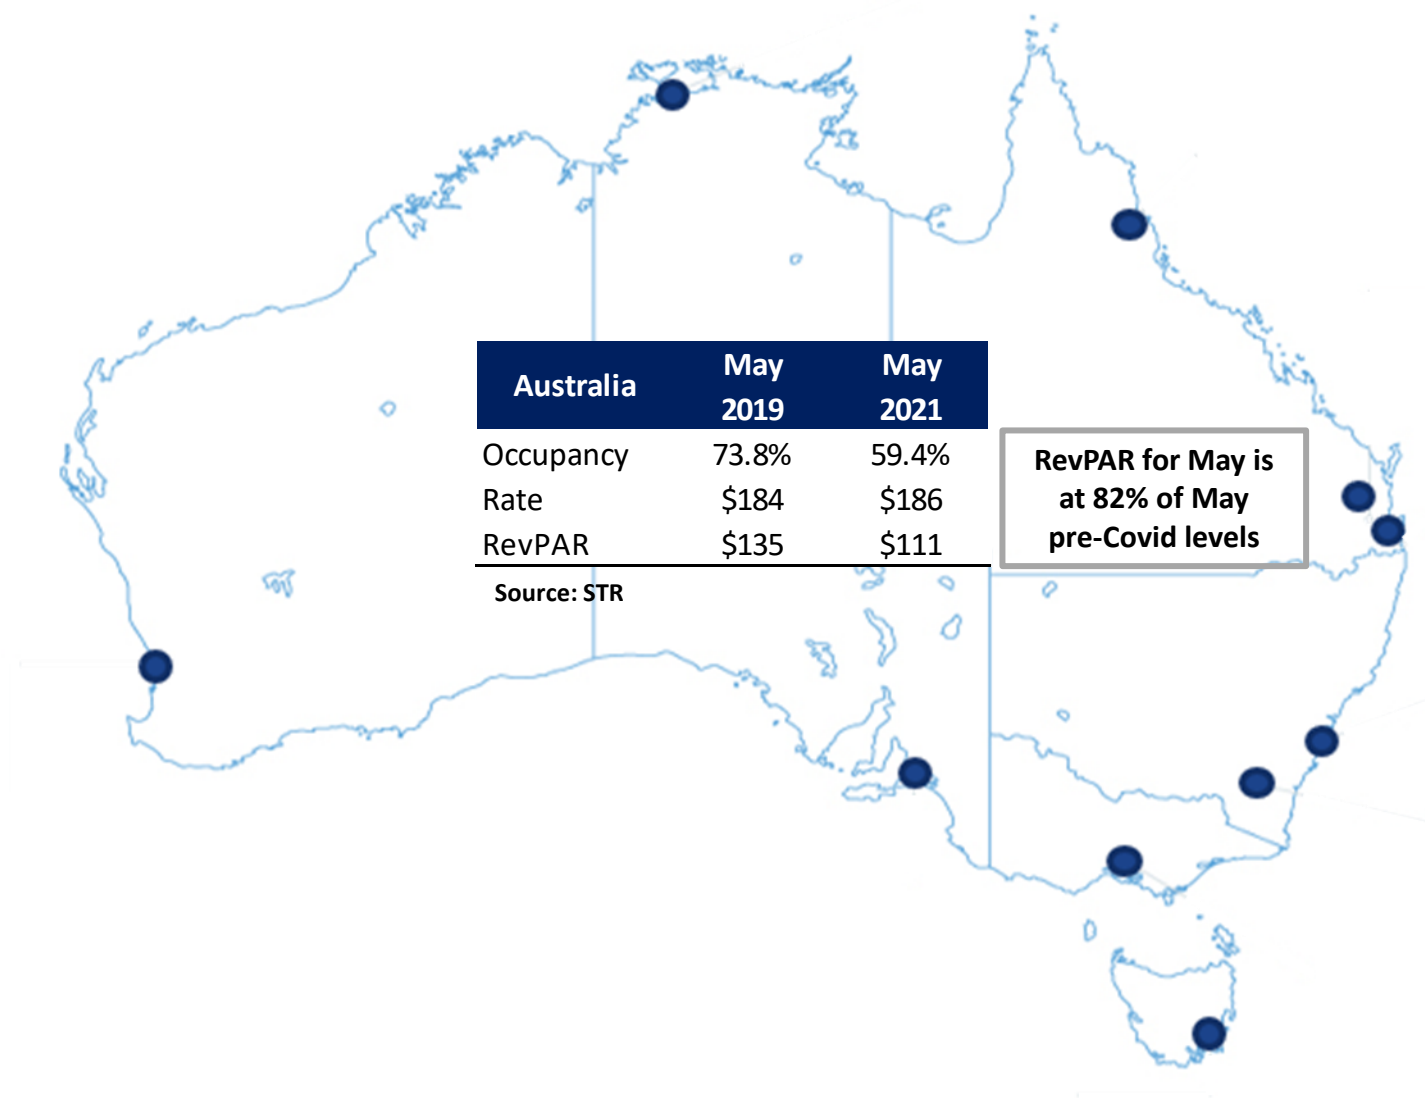 Australia May 2019 May 2021
Occupancy 73.8% 59.4%
Rate $184 $186
RevPAR $135 $111
Source: STR
RevPAR for May is
at 82% of May
pre-Covid levels